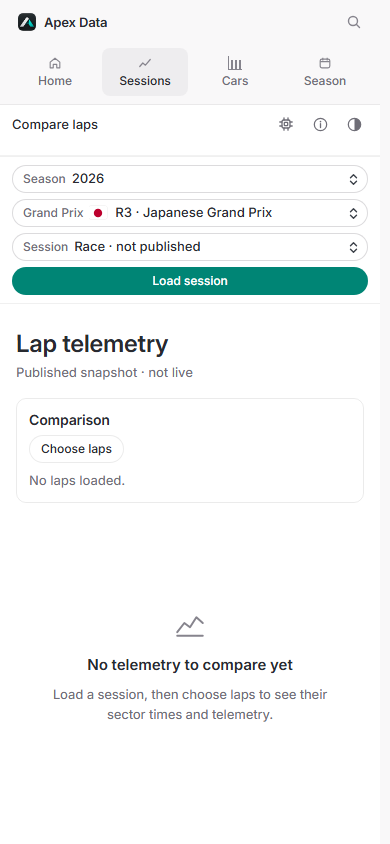 Apex Data
Home
Sessions
Cars
Season
Compare laps
Season 2026
Grand Prix R3 · Japanese Grand Prix
Session Race · not published
Load session
Lap telemetry
Published snapshot · not live
Comparison
Choose laps
No laps loaded.
No telemetry to compare yet
Load a session, then choose laps to see their
sector times and telemetry.